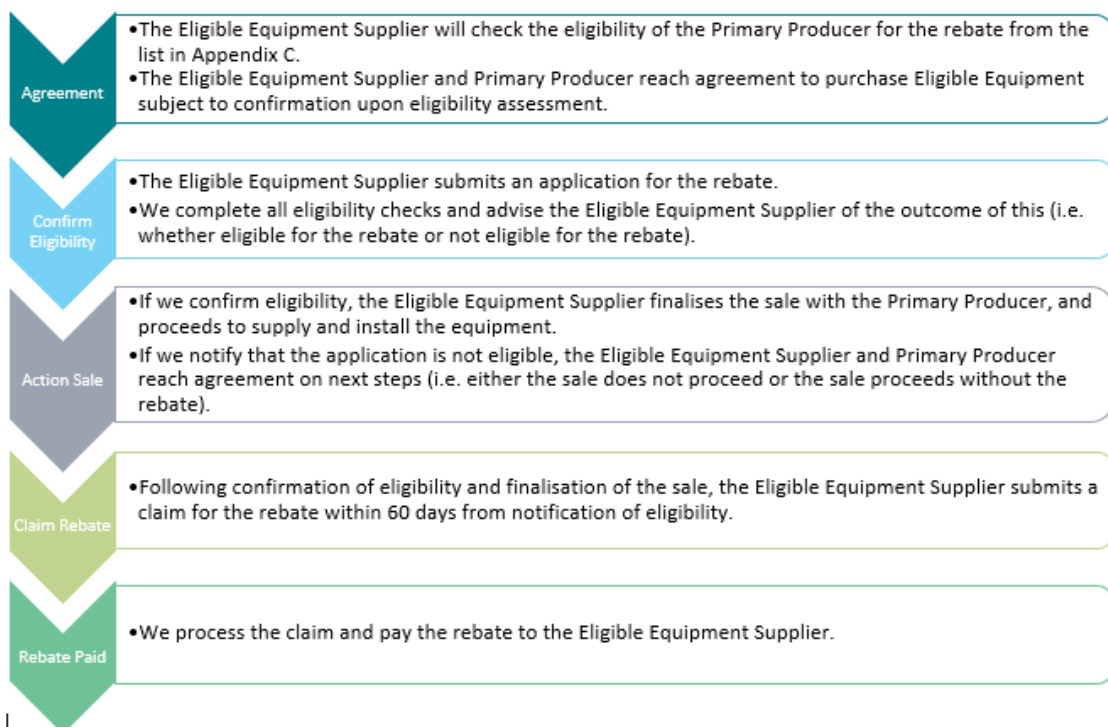 Agreement
•The Eligible Equipment Supplier will check the eligibility of the Primary Producer for the rebate from the
list in Appendix C.
•The Eligible Equipment Supplier and Primary Producer reach agreement to purchase Eligible Equipment
subject to confirmation upon eligibility assessment.
Confirm
Eligibility
•The Eligible Equipment Supplier submits an application for the rebate.
•We complete all eligibility checks and advise the Eligible Equipment Supplier of the outcome of this (i.e.
whether eligible for the rebate or not eligible for the rebate).
Action Sale
•If we confirm eligibility, the Eligible Equipment Supplier finalises the sale with the Primary Producer, and
proceeds to supply and install the equipment.
•If we notify that the application is not eligible, the Eligible Equipment Supplier and Primary Producer
reach agreement on next steps (i.e. either the sale does not proceed or the sale proceeds without the
rebate).
Claim Rebate
•Following confirmation of eligibility and finalisation of the sale, the Eligible Equipment Supplier submits a
claim for the rebate within 60 days from notification of eligibility.
Rebate Paid
•We process the claim and pay the rebate to the Eligible Equipment Supplier.